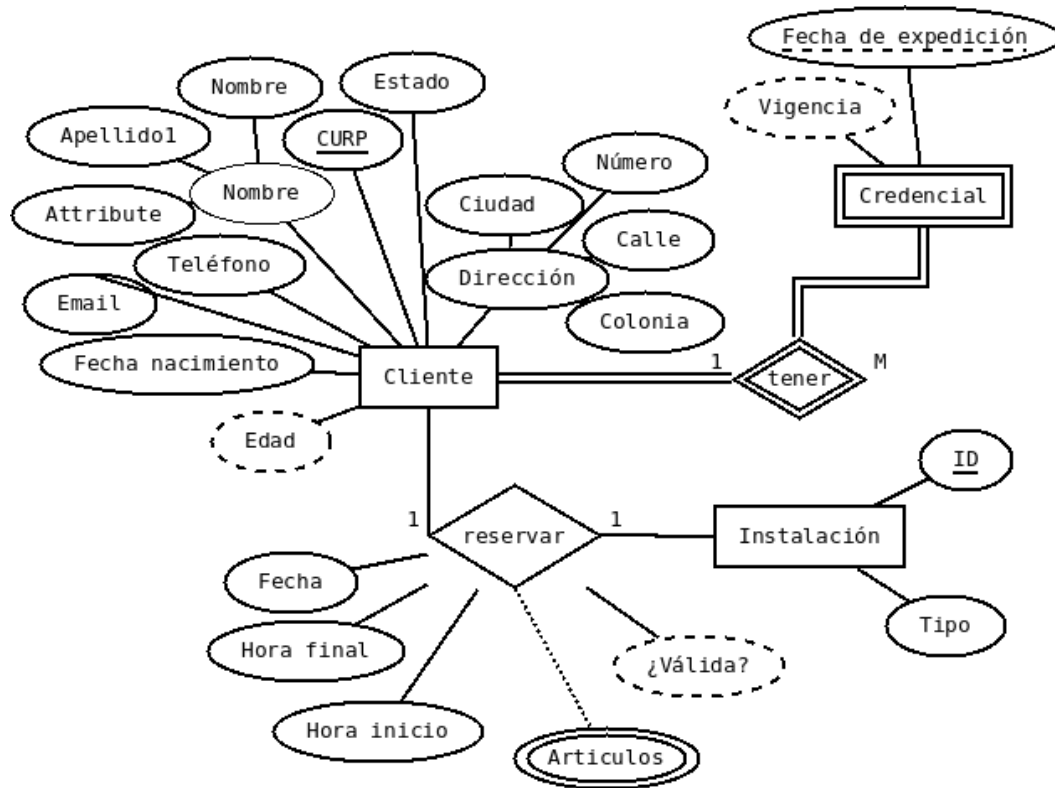 Fecha de expedición
Nombre
Estado
Vigencia
Apellido1
CURP
Número
Nombre
Credencial
Ciudad
Attribute
Calle
Teléfono
Dirección
Email
Colonia
Fecha nacimiento
Cliente
1
M
tener
Edad
ID
1
1
reservar
Instalación
Fecha
Tipo
Hora final
¿Válida?
Hora inicio
Articulos